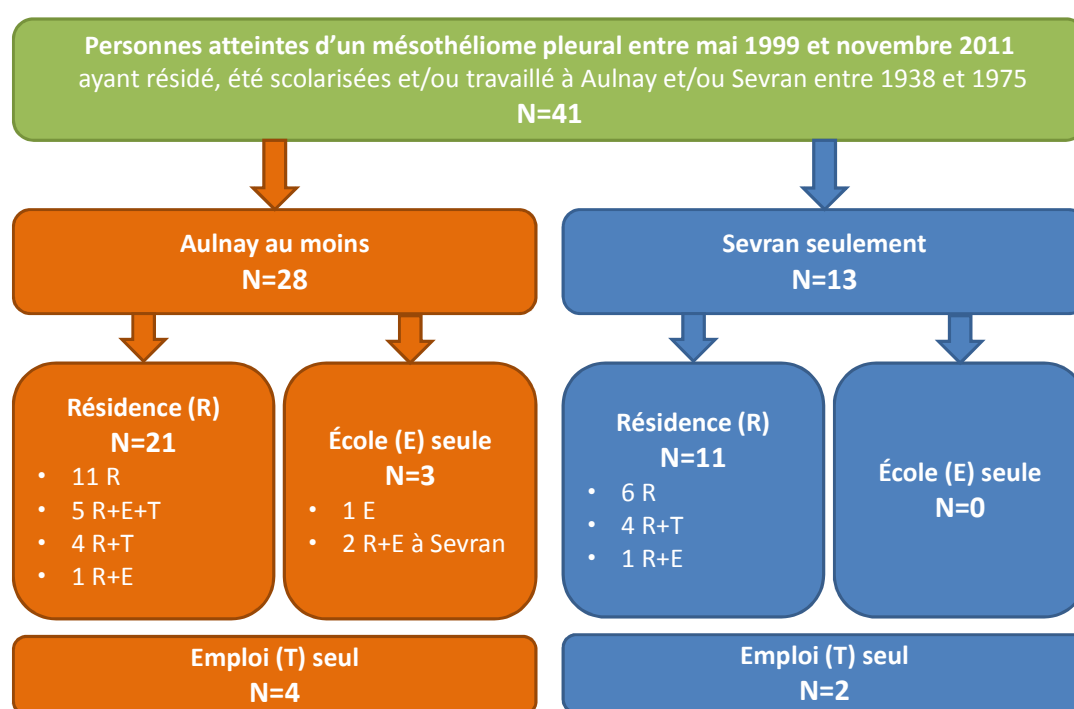 Personnes atteintes d'un mésothéliome pleural entre mai 1999 et novembre 2011
ayant résidé, été scolarisées et/ou travaillé à Aulnay et/ou Sevran entre 1938 et 1975
N=41
Aulnay au moins
N=28
Sevran seulement
N=13
Résidence (R)
N=21
• 11 R
• 5 R+E+T
• 4 R+T
• 1 R+E
École (E) seule
N=3
• 1 E
• 2 R+E à Sevran
Résidence (R)
N=11
• 6 R
• 4 R+T
• 1 R+E
École (E) seule
N=0
Emploi (T) seul
N=4
Emploi (T) seul
N=2